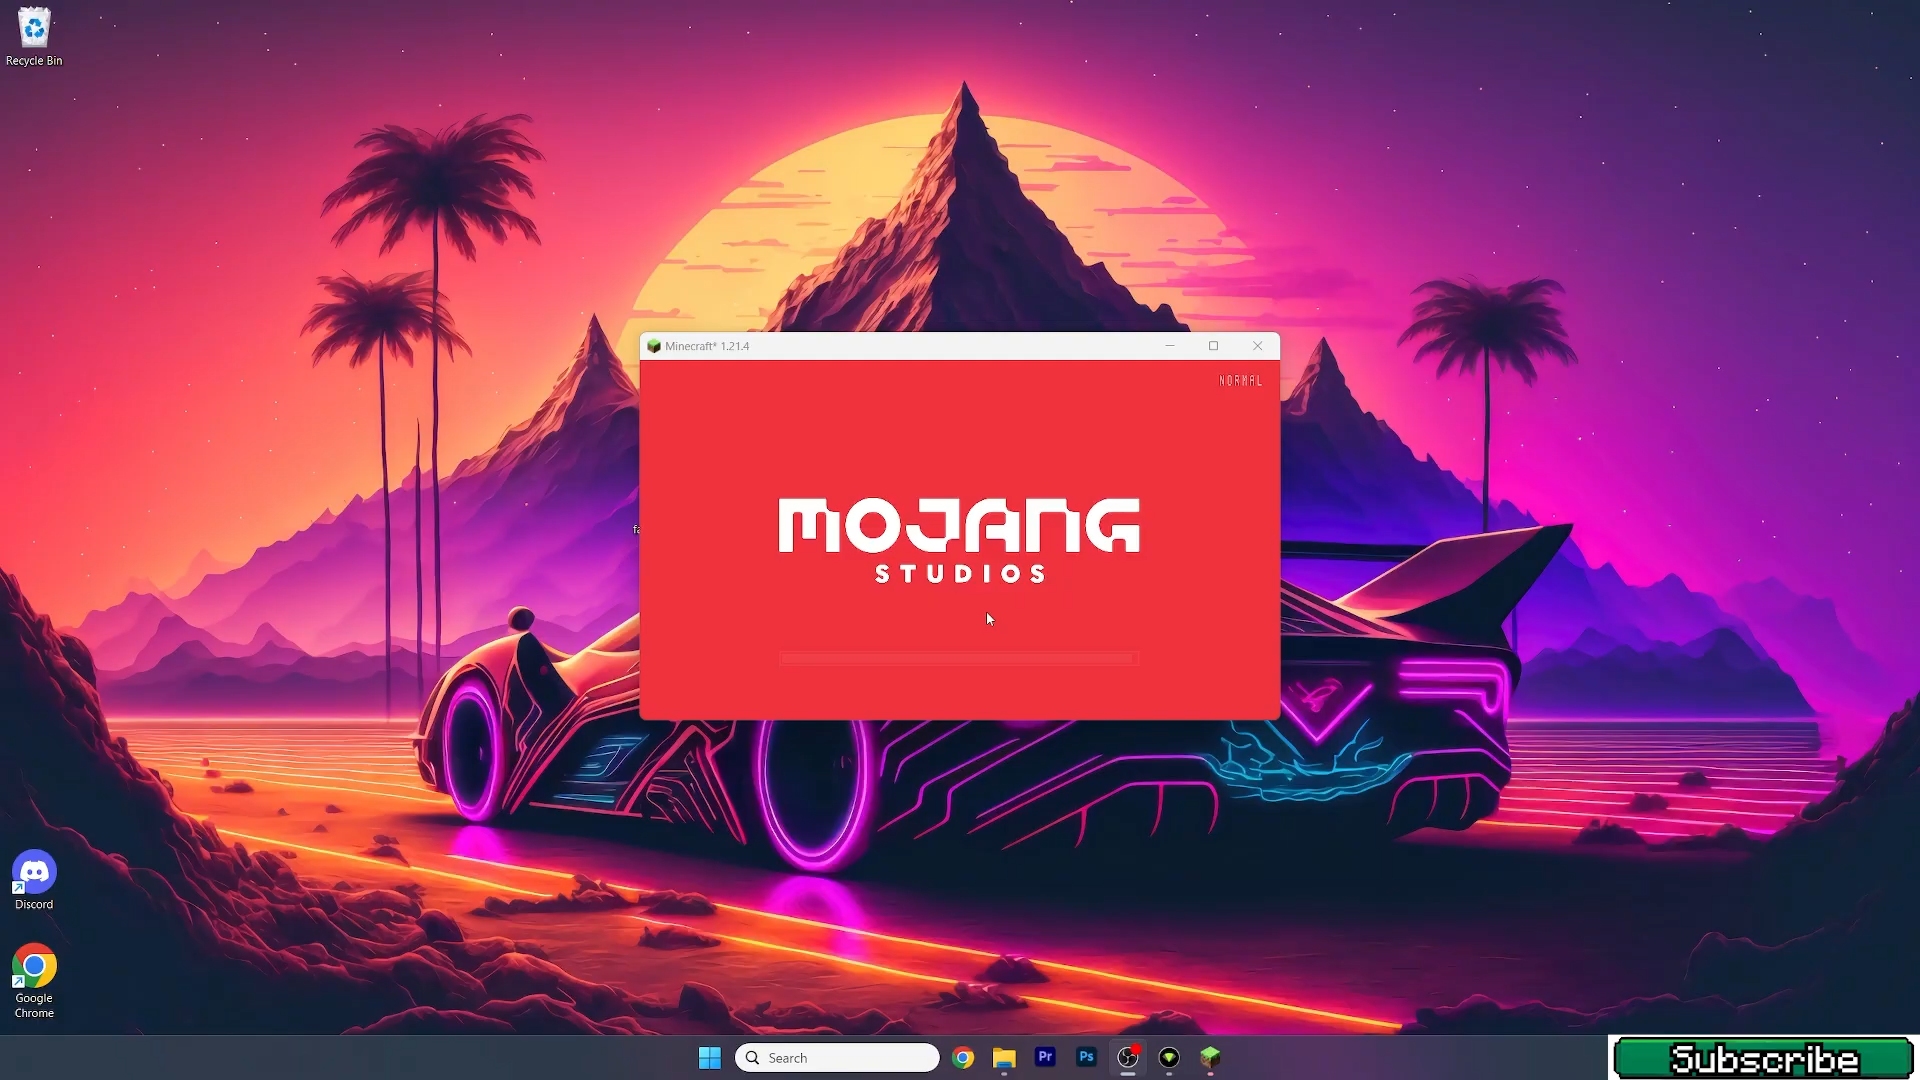 Recycle Bin
Minecraft* 1.21.4
NORMAL
MOJANG
STUDIOS
Discord
Google
Chrome
Search
Pr
Ps
Subscribe